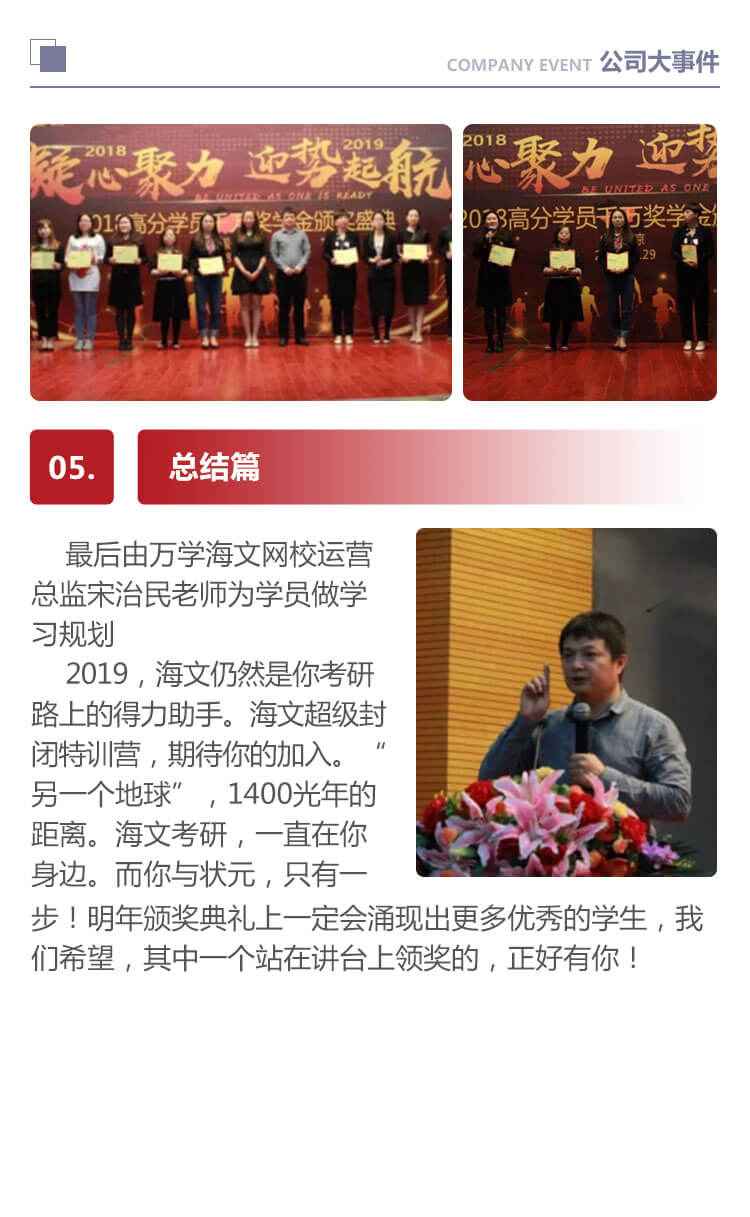 COMPANY EVENT 公司大事件
2018 2019
凝心聚力 迎势起航
BE UNITED AS ONE IS READY
2018高分学员千万奖学金颁奖盛典
2018
心聚力 迎势
BE UNITED AS ONE
2018高分学员千万奖学金
05. 总结篇
最后由万学海文网校运营
总监宋治民老师为学员做学
习规划
2019，海文仍然是你考研
路上的得力助手。海文超级封
闭特训营，期待你的加入。“
另一个地球”，1400光年的
距离。海文考研，一直在你
身边。而你与状元，只有一
步！明年颁奖典礼上一定会涌现出更多优秀的学生，我
们希望，其中一个站在讲台上领奖的，正好有你！